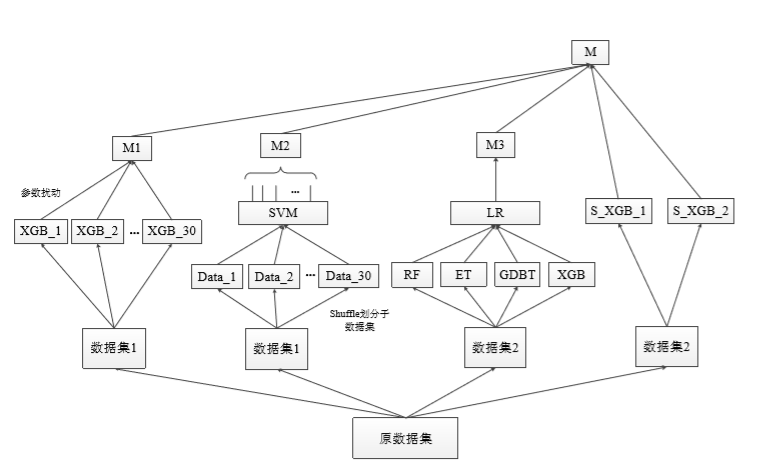 M
M1
M2
M3
参数扰动
...
XGB_1
XGB_2
...
XGB_30
SVM
LR
S_XGB_1
S_XGB_2
Data_1
Data_2
...
Data_30
RF
ET
GDBT
XGB
Shuffle划分子
数据集
数据集1
数据集1
数据集2
数据集2
原数据集